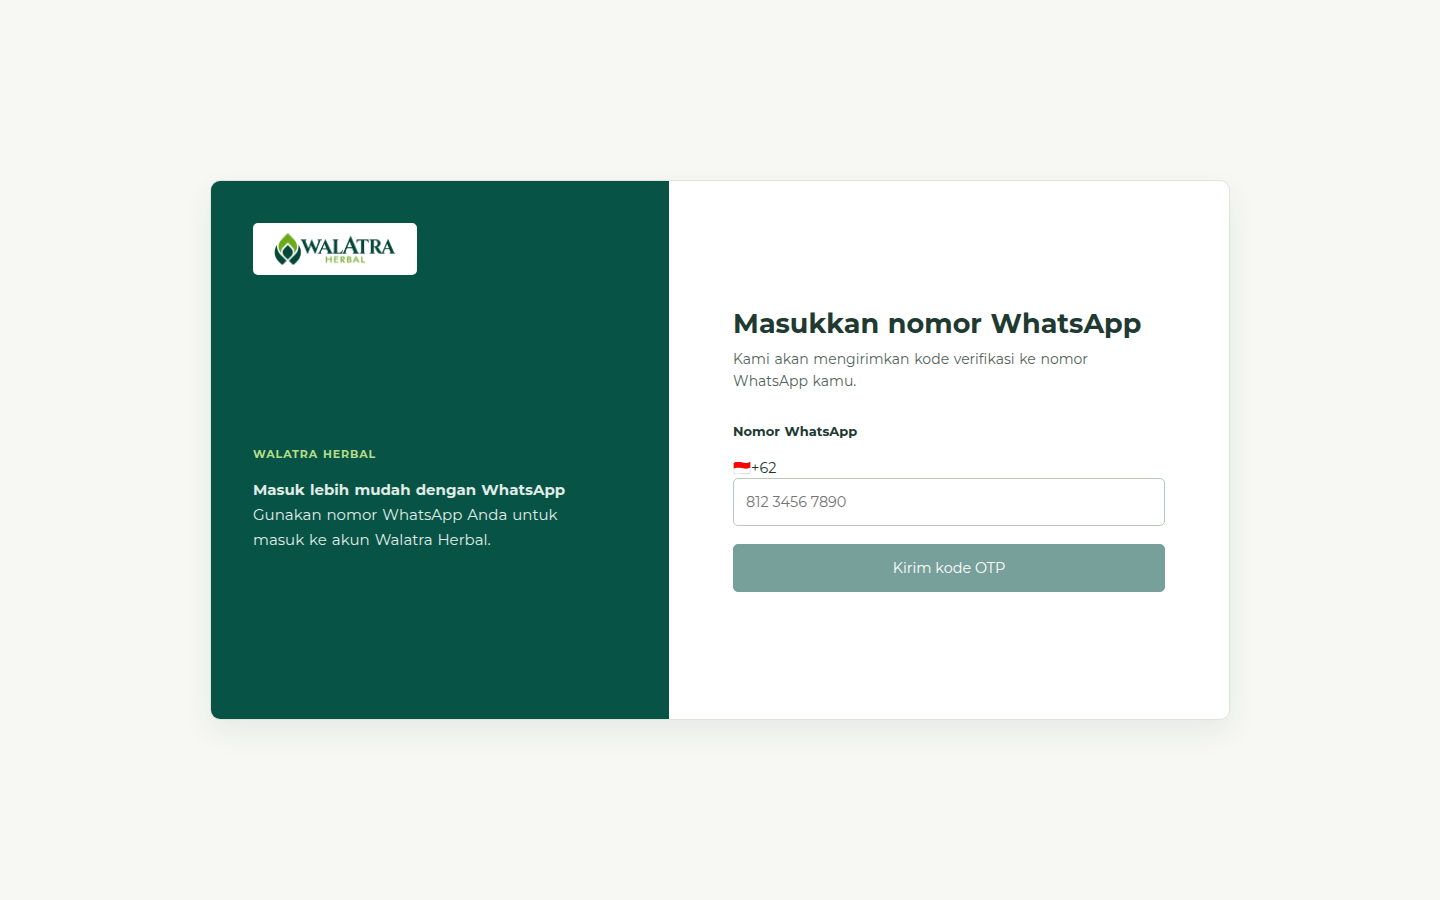 WALATRA
HERBAL
WALATRA HERBAL
Masuk lebih mudah dengan WhatsApp
Gunakan nomor WhatsApp Anda untuk
masuk ke akun Walatra Herbal.
Masukkan nomor WhatsApp
Kami akan mengirimkan kode verifikasi ke nomor
WhatsApp kamu.
Nomor WhatsApp
+62
812 3456 7890
Kirim kode OTP